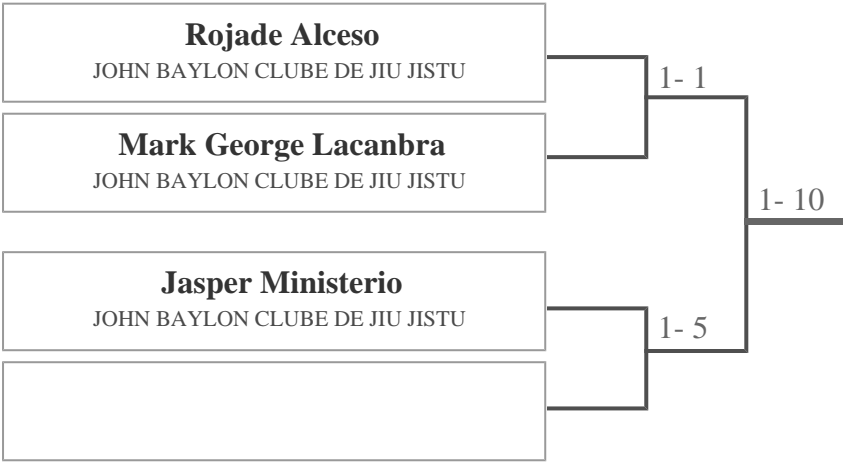 Rojade Alceso
JOHN BAYLON CLUBE DE JIU JISTU
1- 1
Mark George Lacanbra
JOHN BAYLON CLUBE DE JIU JISTU
1- 10
Jasper Ministerio
JOHN BAYLON CLUBE DE JIU JISTU
1- 5